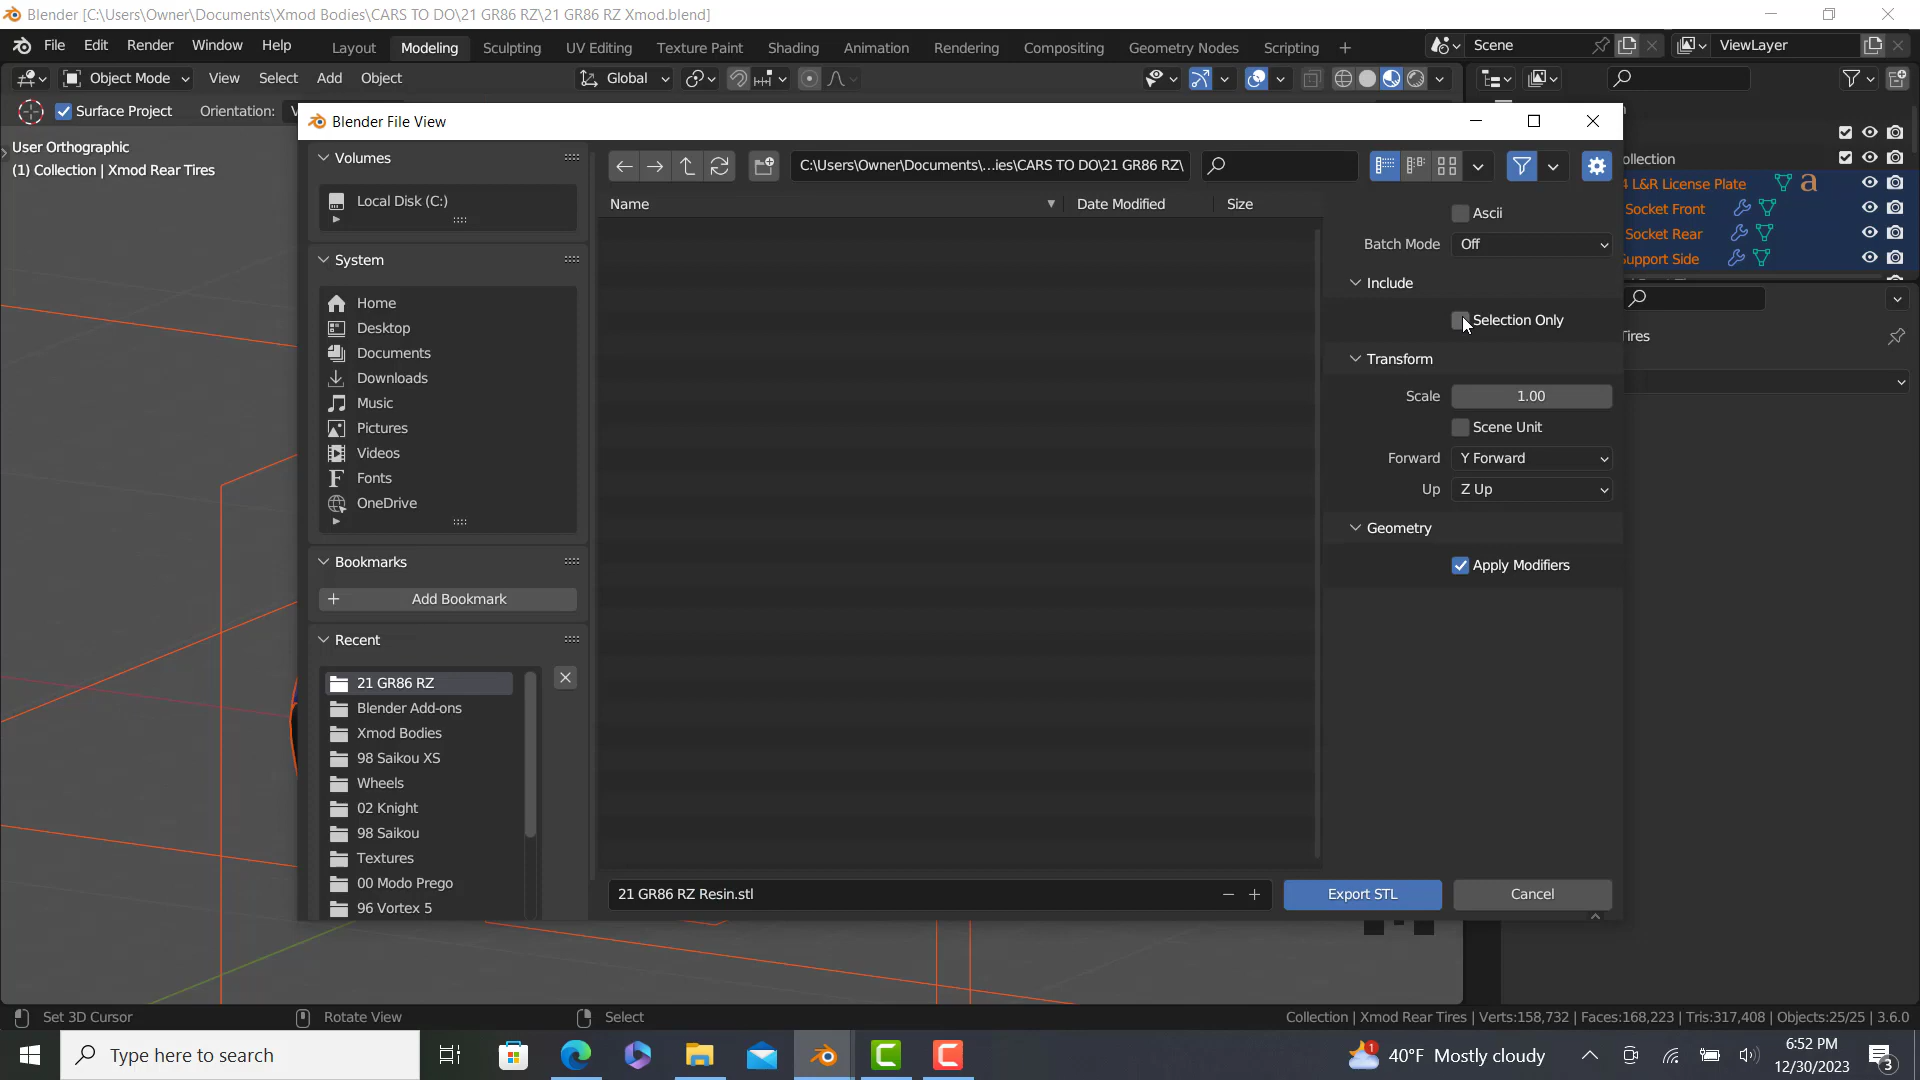 Blender [C:\Users\Owner\Documents\Xmod Bodies\CARS TO DO\21 GR86 RZ\21 GR86 RZ Xmod.blend]
File Edit Render Window Help Layout Modeling Sculpting UV Editing Texture Paint Shading Animation Rendering Compositing Geometry Nodes Scripting + Scene ViewLayer
Object Mode View Select Add Object Global
Surface Project Orientation:
Blender File View
User Orthographic
(1) Collection | Xmod Rear Tires
Volumes
Local Disk (C:)
System
Home
Desktop
Documents
Downloads
Music
Pictures
Videos
Fonts
OneDrive
Bookmarks
Add Bookmark
Recent
21 GR86 RZ
Blender Add-ons
Xmod Bodies
98 Saikou XS
Wheels
02 Knight
98 Saikou
Textures
00 Modo Prego
96 Vortex 5
C:\Users\Owner\Documents\...ies\CARS TO DO\21 GR86 RZ\
Name Date Modified Size
Ascii
Batch Mode Off
Include
Selection Only
Transform
Scale 1.00
Scene Unit
Forward Y Forward
Up Z Up
Geometry
Apply Modifiers
21 GR86 RZ Resin.stl
Export STL Cancel
ollection
L&R License Plate
Socket Front
Socket Rear
upport Side
Tires
Set 3D Cursor Rotate View Select Collection | Xmod Rear Tires | Verts:158,732 | Faces:168,223 | Tris:317,408 | Objects:25/25 | 3.6.0
Type here to search
40°F Mostly cloudy
6:52 PM
12/30/2023
3